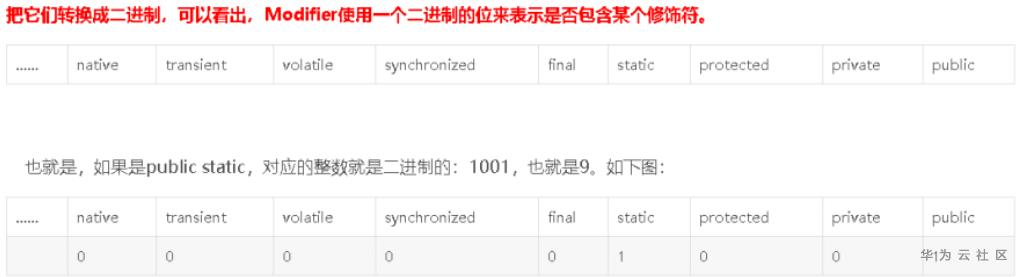 把它们转换成二进制，可以看出，Modifier使用一个二进制的位来表示是否包含某个修饰符。
...... native transient volatile synchronized final static protected private public
也就是，如果是public static，对应的整数就是二进制的：1001，也就是9。如下图：
...... native transient volatile synchronized final static protected private public
0 0 0 0 0 1 0 0 华1为 云 社 区